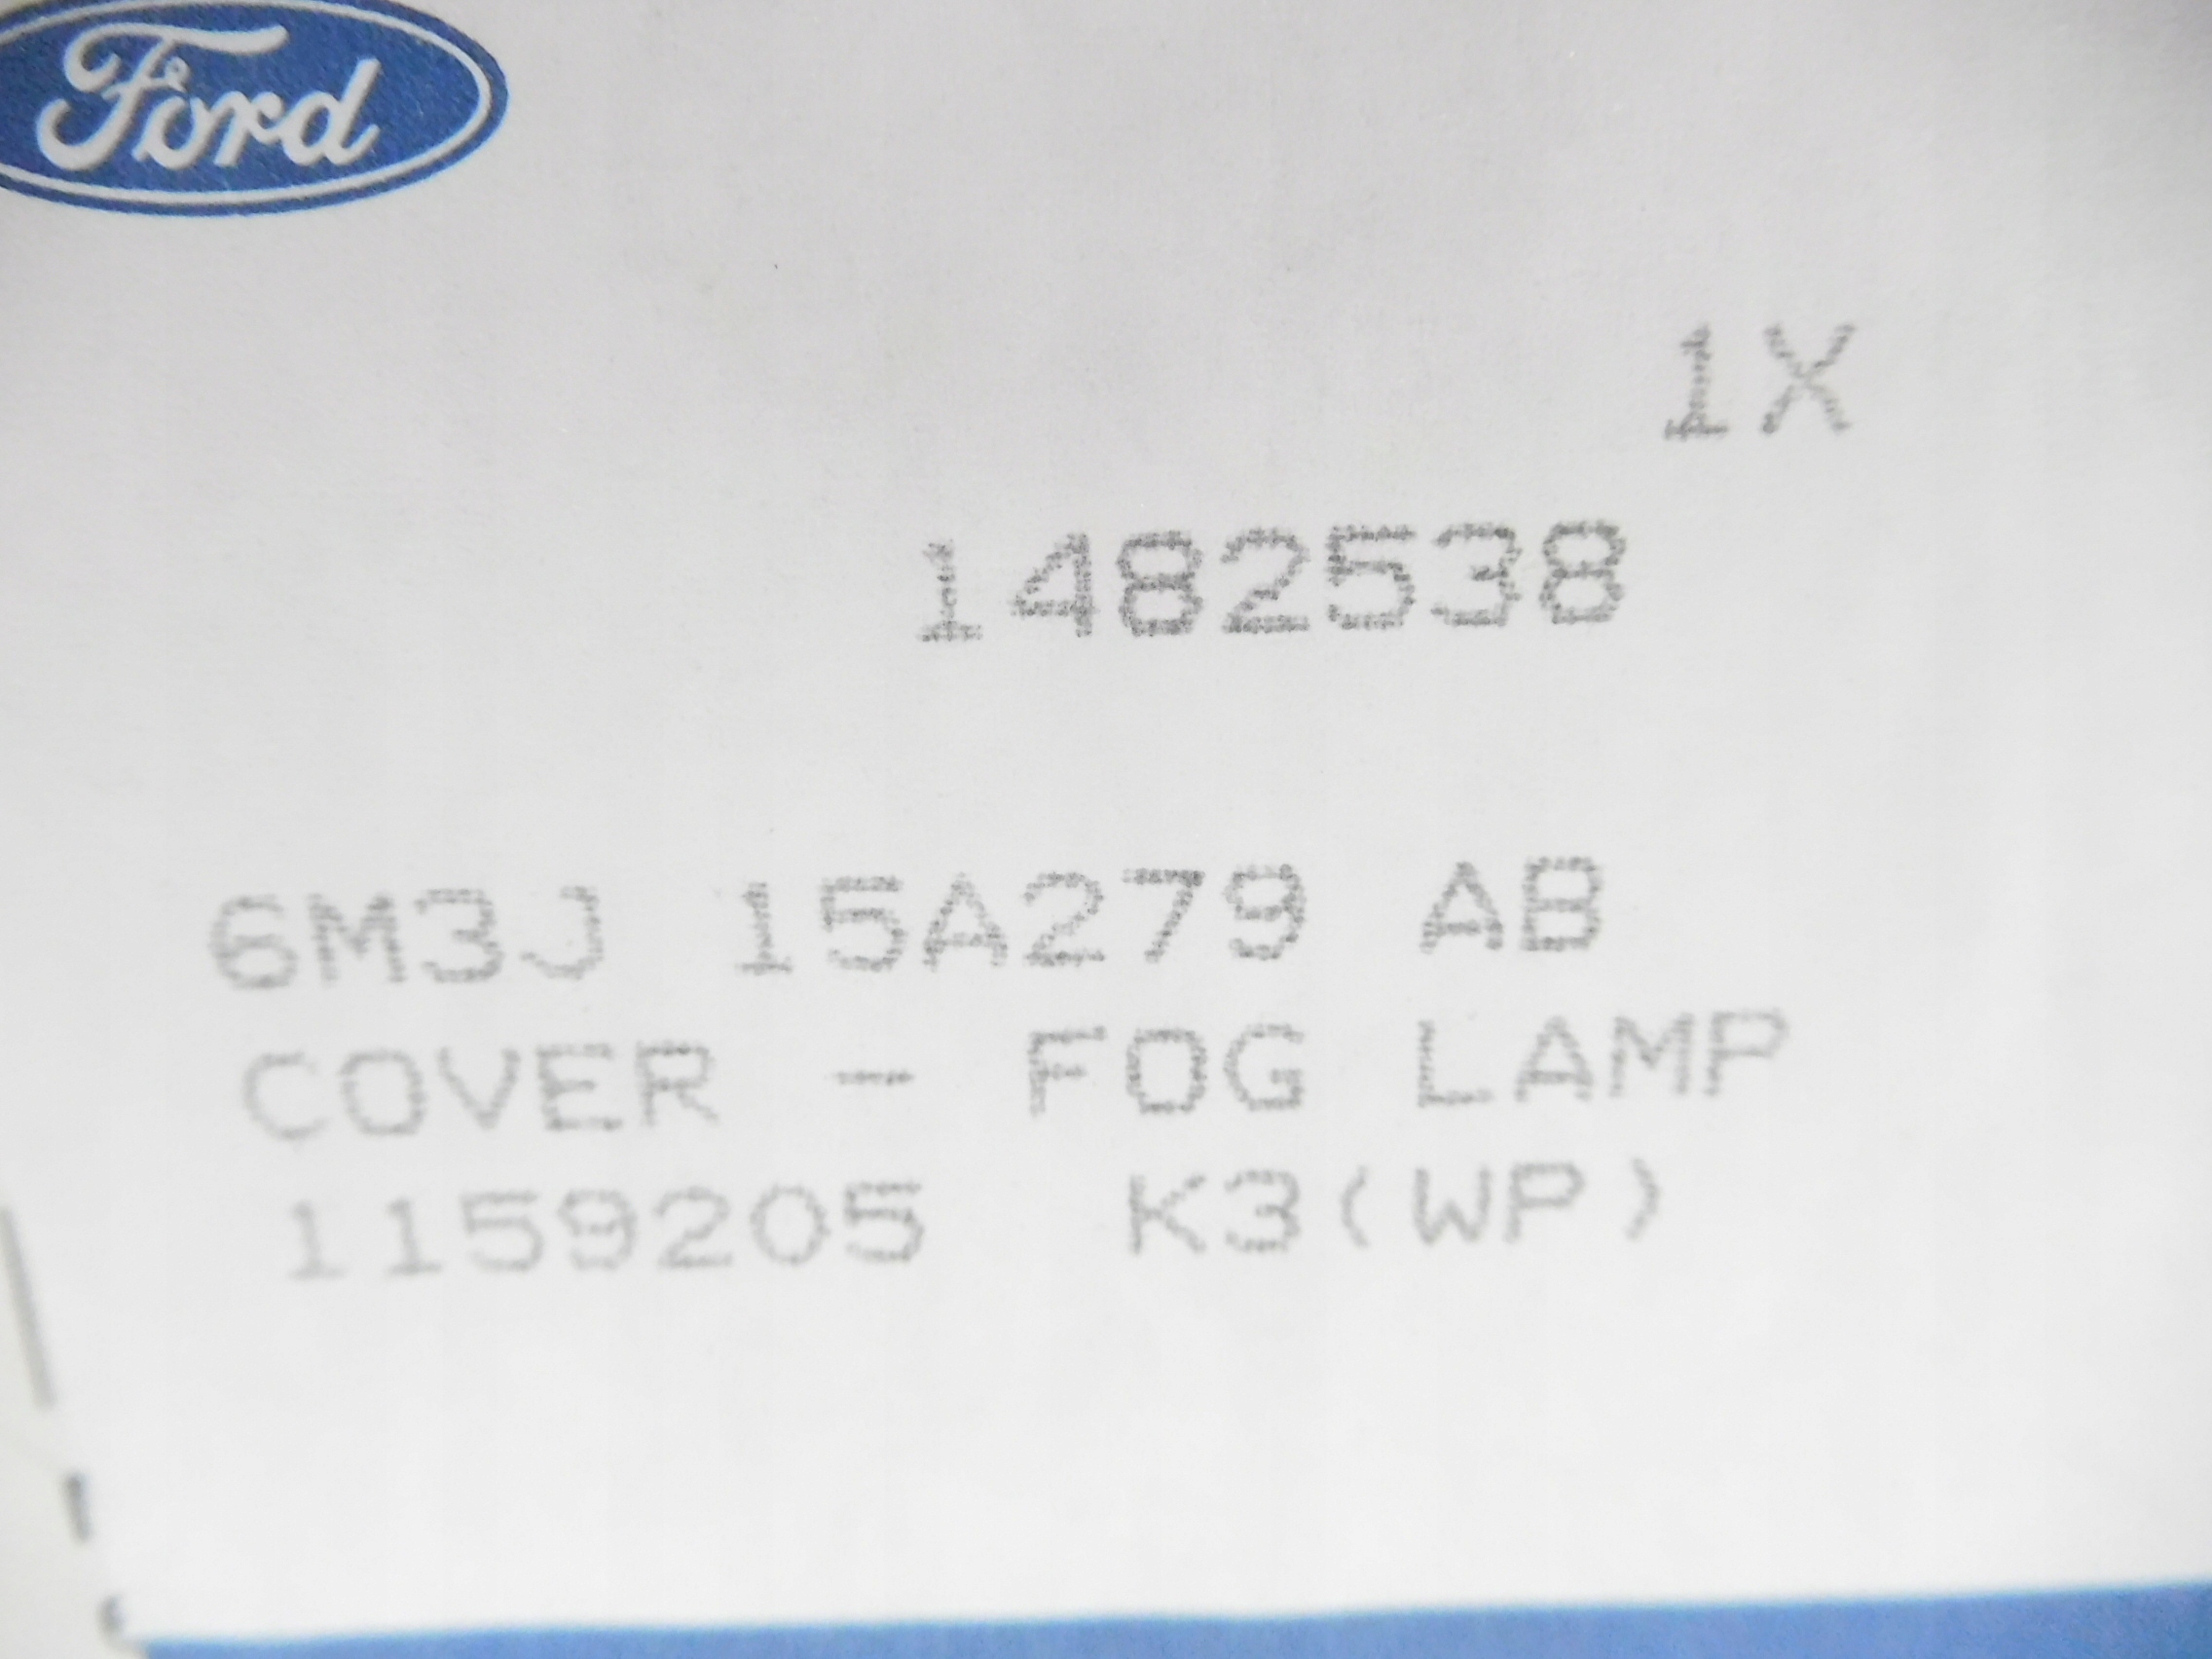 Ford
1X
1482538
6M3J 15A279 AB
COVER - FOG LAMP
1159205 K3(WP)